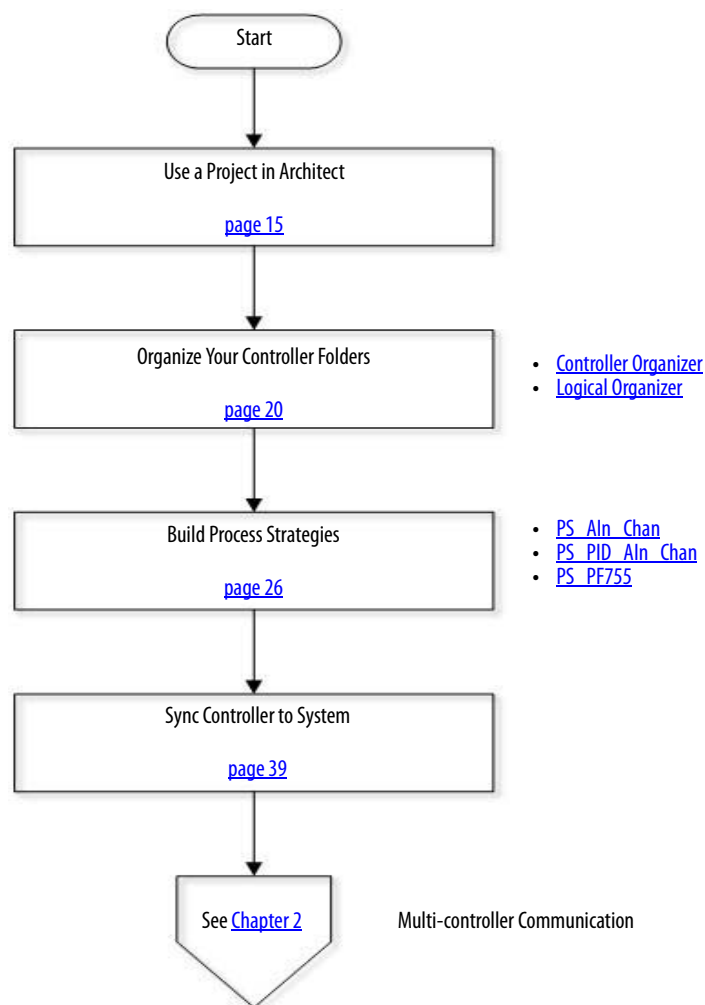 Start
Use a Project in Architect
page 15
Organize Your Controller Folders
page 20
• Controller Organizer
• Logical Organizer
Build Process Strategies
page 26
• PS_AIn_Chan
• PS_PID_AIn_Chan
• PS_PF755
Sync Controller to System
page 39
See Chapter 2
Multi-controller Communication